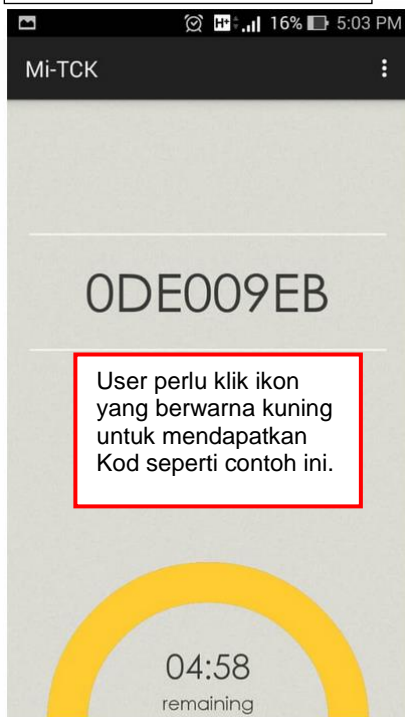 16% 5:03 PM
Mi-TCK
0DE009EB
User perlu klik ikon
yang berwarna kuning
untuk mendapatkan
Kod seperti contoh ini.
04:58
remaining